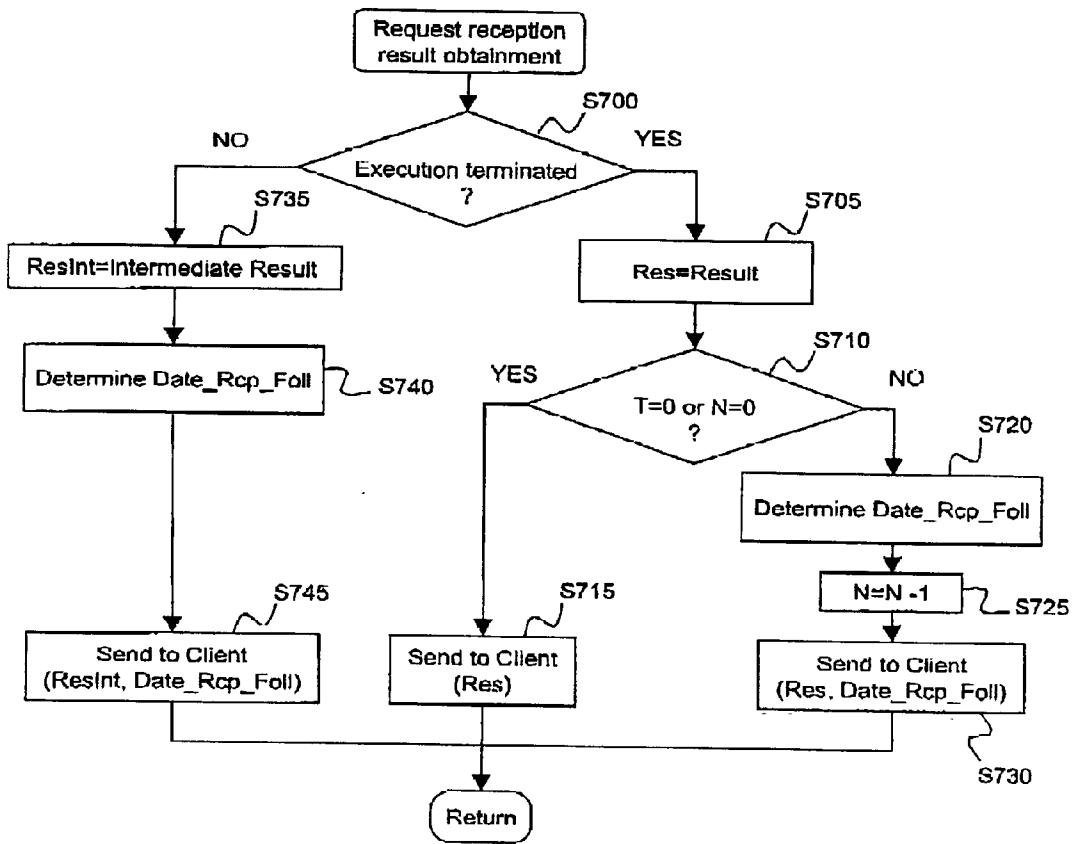 Request reception
result obtainment
S700
NO
YES
Execution terminated
?
S735
S705
ResInt=Intermediate Result
Res=Result
S710
Determine Date_Rcp_Foll
S740
YES
NO
T=0 or N=0
?
S720
Determine Date_Rcp_Foll
N=N -1
S725
S745
S715
Send to Client
(ResInt, Date_Rcp_Foll)
Send to Client
(Res)
Send to Client
(Res, Date_Rcp_Foll)
S730
Return